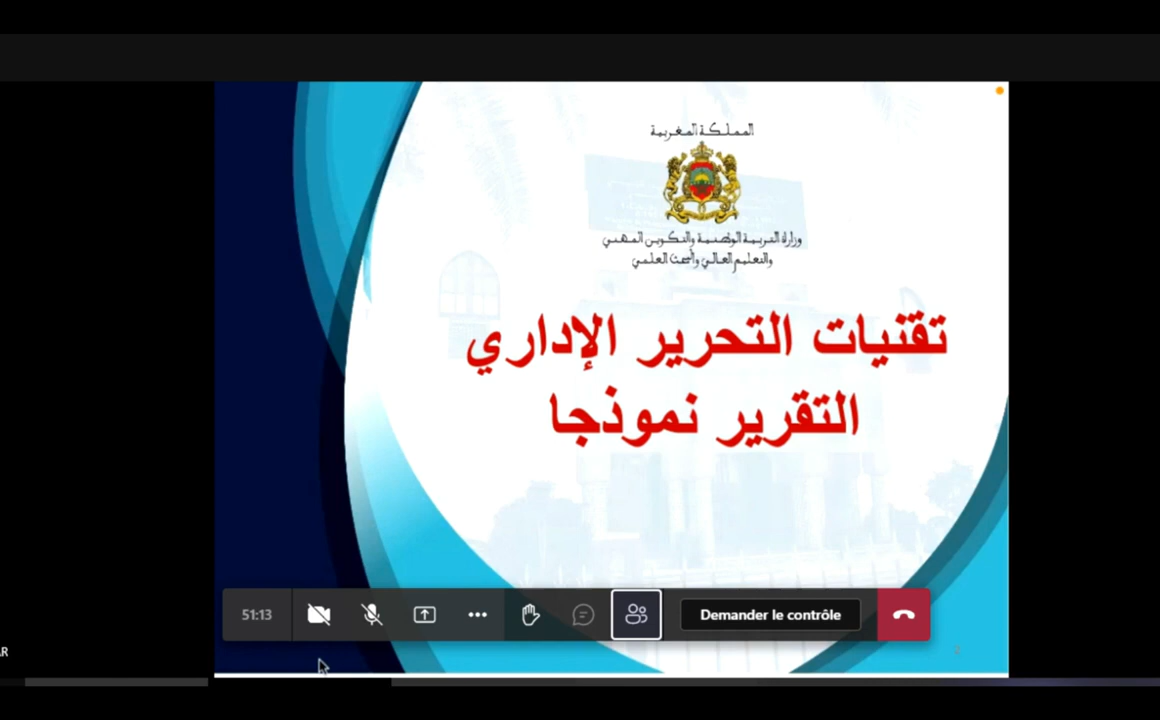 المملكة المغربية
وزارة التربية الوطنية والتكوين المهني
والتعليم العالي والبحث العلمي
تقنيات التحرير الإداري
التقرير نموذجا
51:13
Demander le contrôle
2